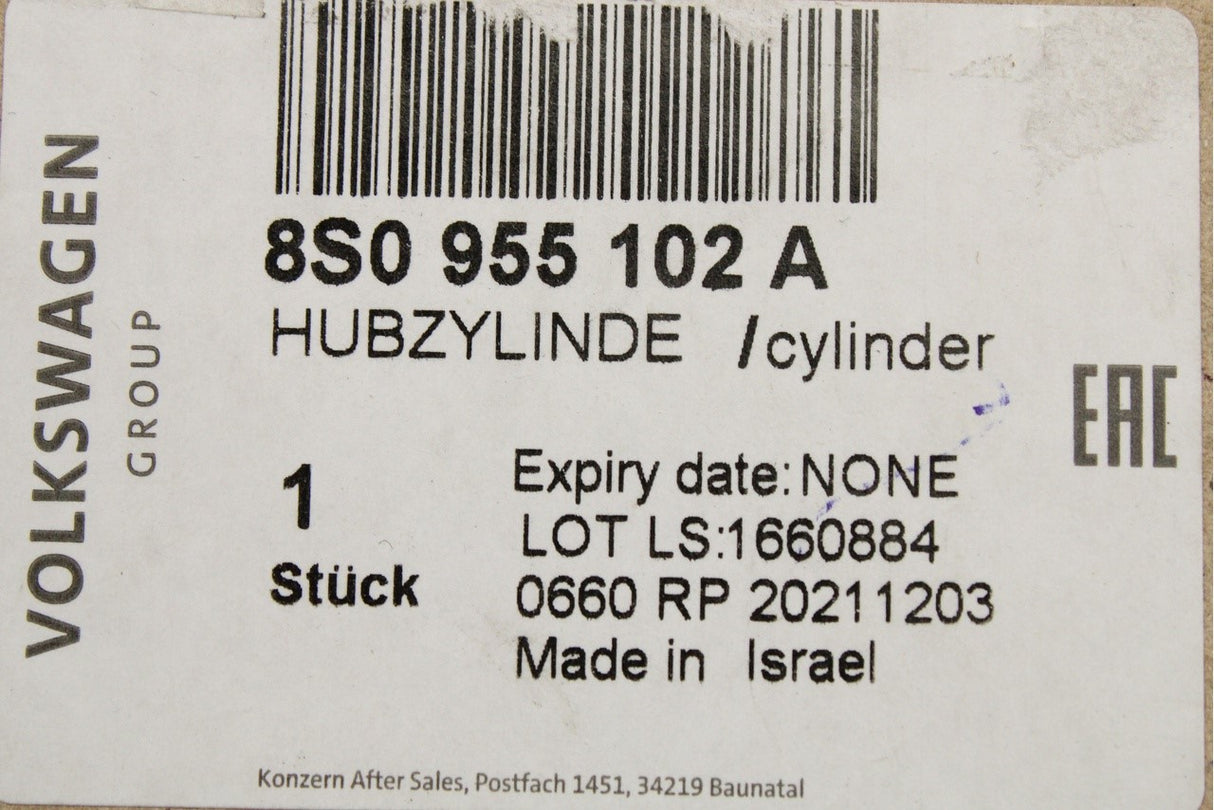 VOLKSWAGEN
GROUP
8S0 955 102 A
HUBZYLINDE /cylinder
EAC
1
Stück
Expiry date: NONE
LOT LS:1660884
0660 RP 20211203
Made in Israel
Konzern After Sales, Postfach 1451, 34219 Baunatal